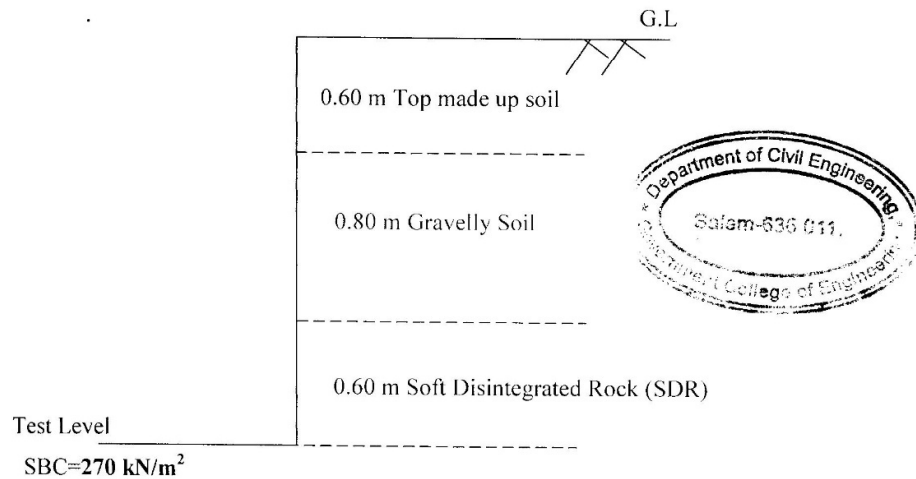 G.L
0.60 m Top made up soil
Department of Civil Engineering,
0.80 m Gravelly Soil
Salem-636 011.
Government College of Engineering,
0.60 m Soft Disintegrated Rock (SDR)
Test Level
SBC=270 kN/m²